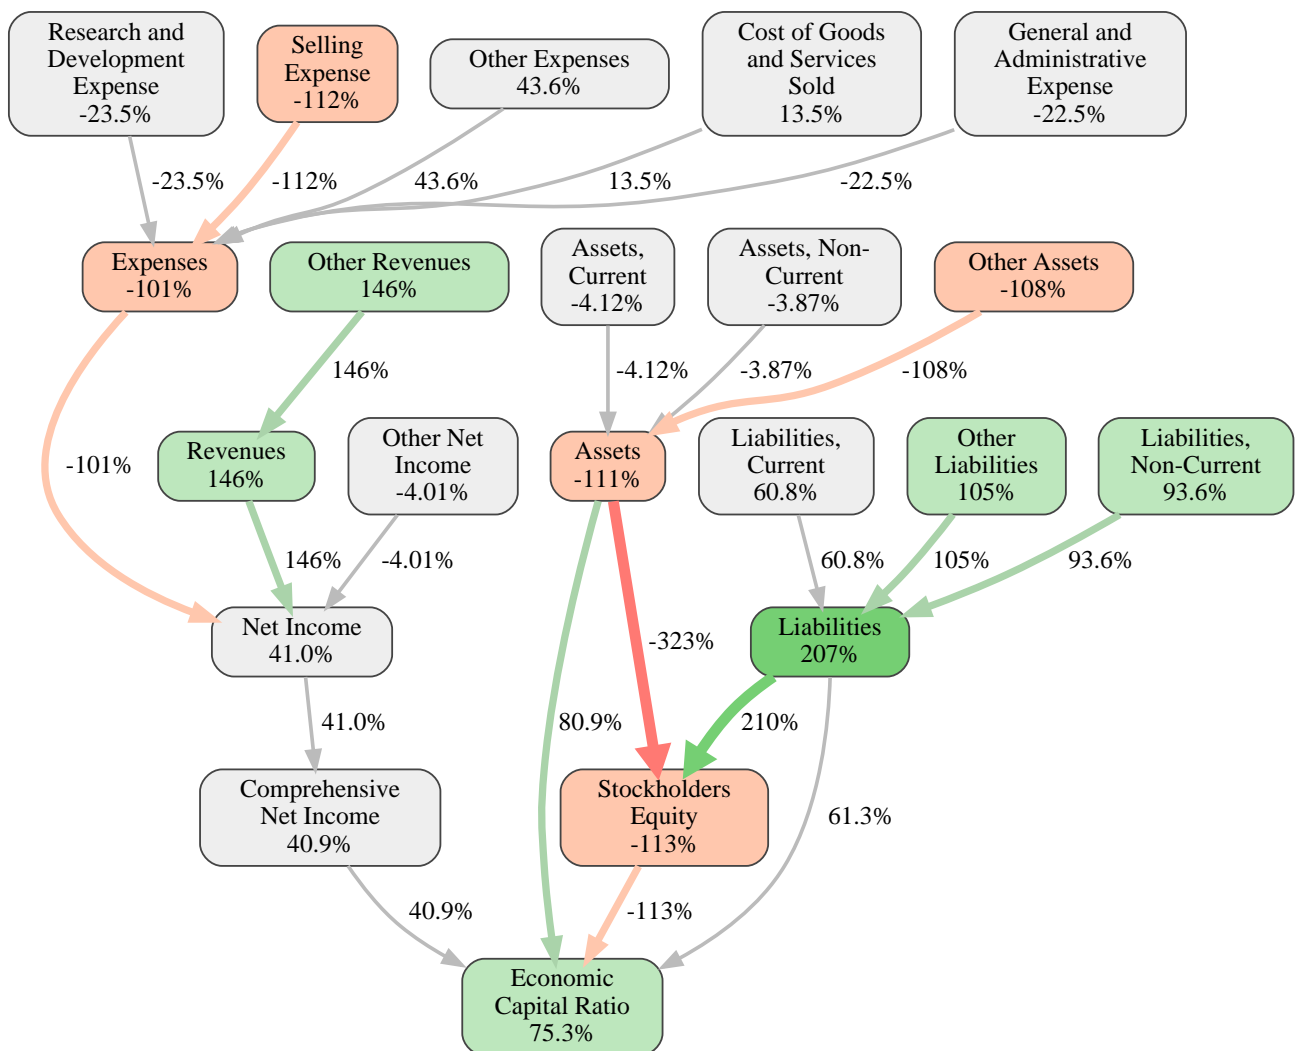 Research and
Development
Expense
-23.5%
Selling
Expense
-112%
Other Expenses
43.6%
Cost of Goods
and Services
Sold
13.5%
General and
Administrative
Expense
-22.5%
-23.5%
-112%
43.6%
13.5%
-22.5%
Expenses
-101%
Other Revenues
146%
Assets,
Current
-4.12%
Assets, Non-
Current
-3.87%
Other Assets
-108%
146%
-4.12%
-3.87%
-108%
-101%
Revenues
146%
Other Net
Income
-4.01%
Assets
-111%
Liabilities,
Current
60.8%
Other
Liabilities
105%
Liabilities,
Non-Current
93.6%
146%
-4.01%
60.8%
105%
93.6%
Net Income
41.0%
-323%
Liabilities
207%
41.0%
80.9%
210%
Comprehensive
Net Income
40.9%
Stockholders
Equity
-113%
61.3%
40.9%
-113%
Economic
Capital Ratio
75.3%